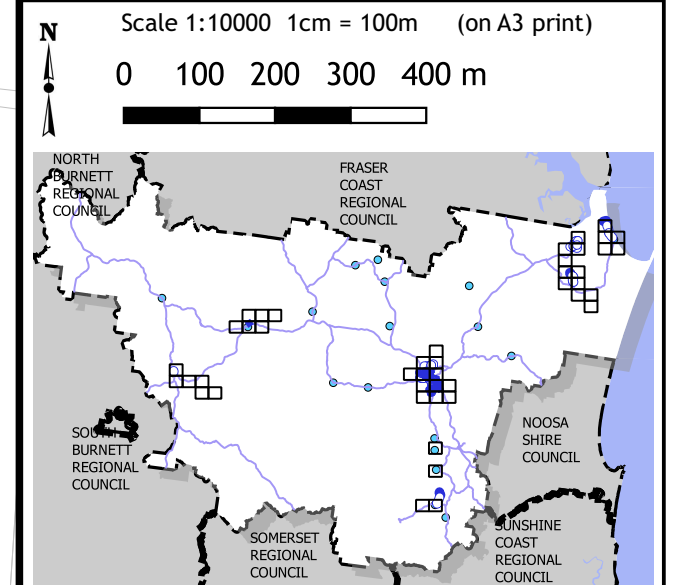 Scale 1:10000 1cm = 100m (on A3 print)
N
0 100 200 300 400 m
NORTH
BURNETT
REGIONAL
COUNCIL
FRASER
COAST
REGIONAL
COUNCIL
NOOSA
SHIRE
COUNCIL
SOUTH
BURNETT
REGIONAL
COUNCIL
SOMERSET
REGIONAL
COUNCIL
SUNSHINE
COAST
REGIONAL
COUNCIL